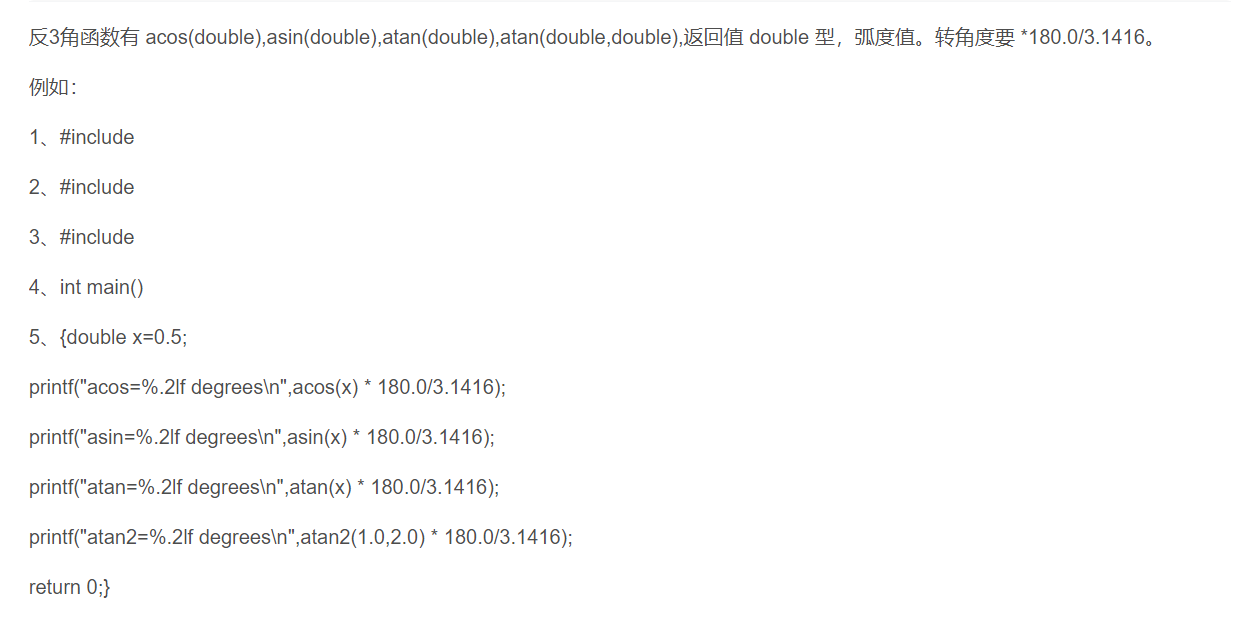 反3角函数有 acos(double),asin(double),atan(double),atan(double,double),返回值 double 型，弧度值。转角度要 *180.0/3.1416。
例如：
1、#include
2、#include
3、#include
4、int main()
5、{double x=0.5;
printf("acos=%.2lf degrees\n",acos(x) * 180.0/3.1416);
printf("asin=%.2lf degrees\n",asin(x) * 180.0/3.1416);
printf("atan=%.2lf degrees\n",atan(x) * 180.0/3.1416);
printf("atan2=%.2lf degrees\n",atan2(1.0,2.0) * 180.0/3.1416);
return 0;}